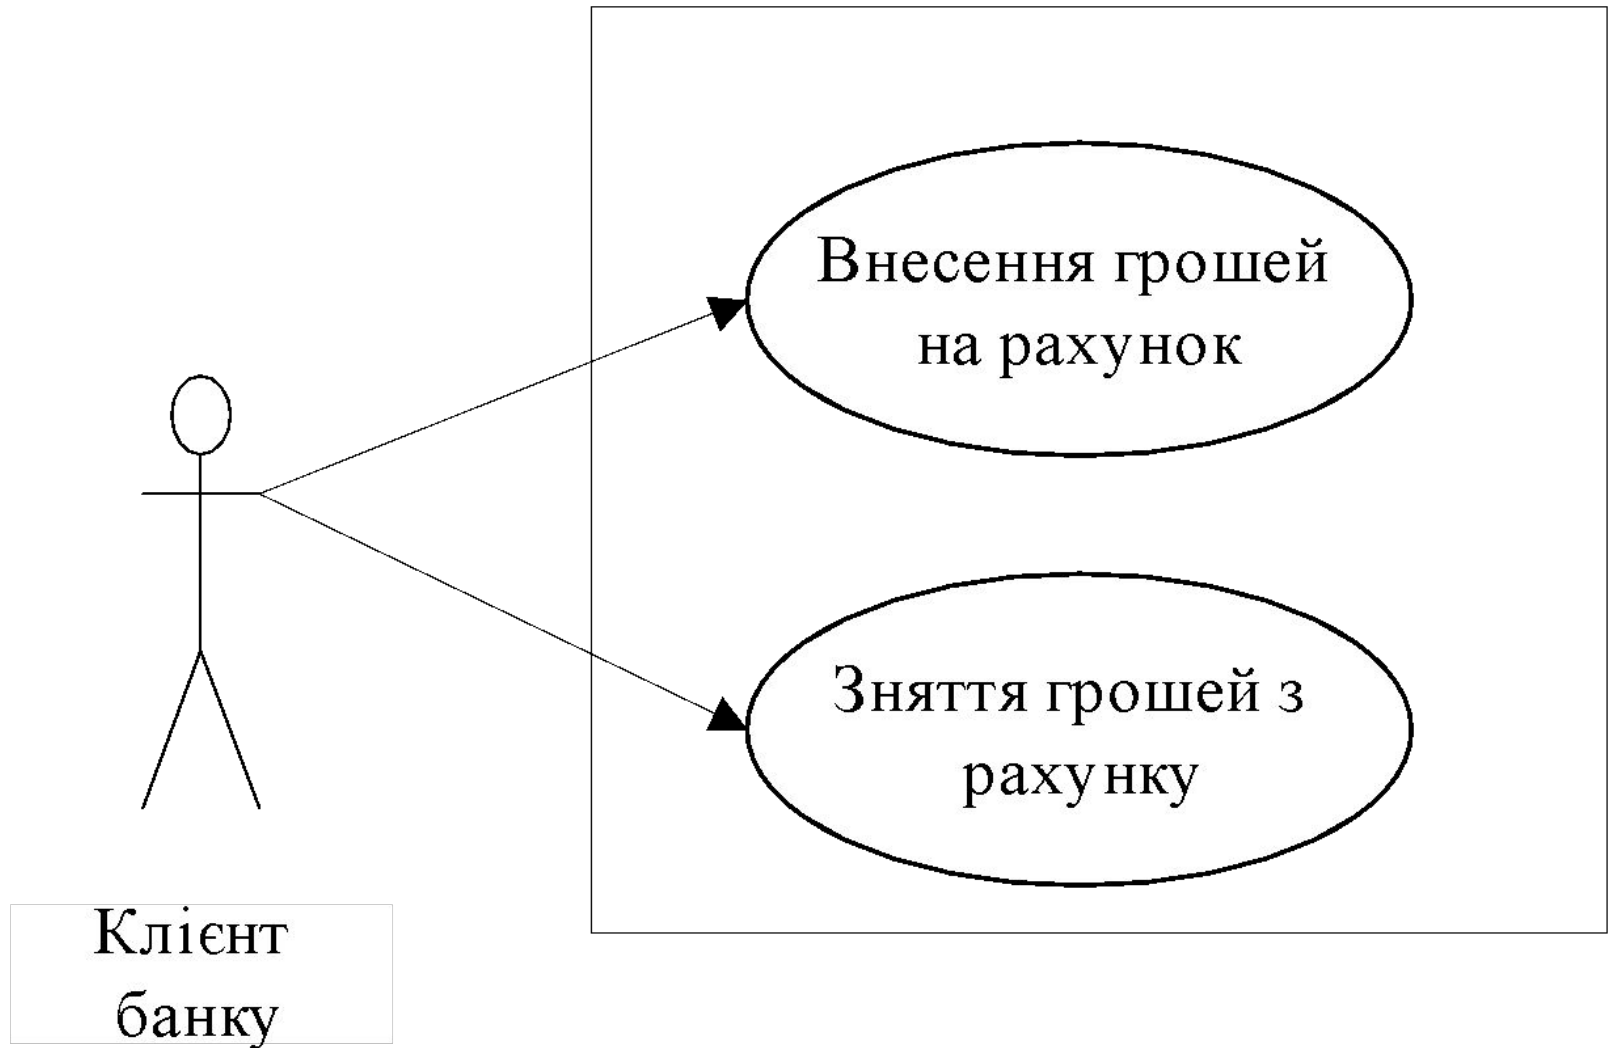 Внесення грошей
на рахунок
Зняття грошей з
рахунку
Клієнт
банку